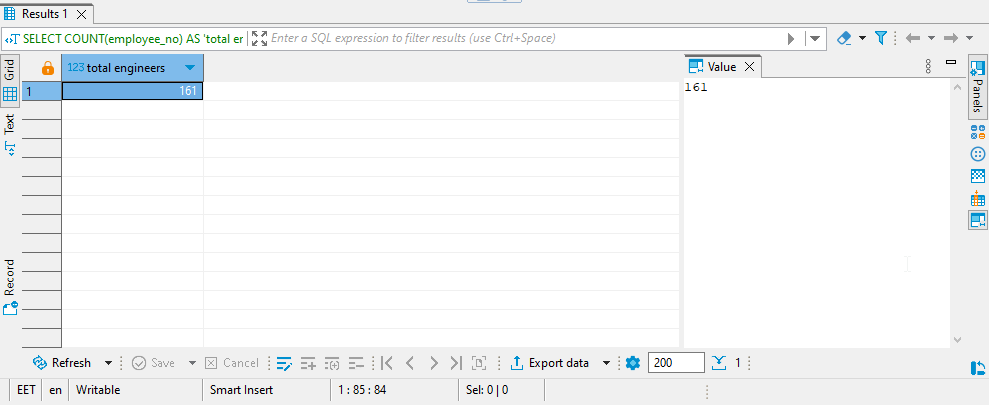 Results 1
SELECT COUNT(employee_no) AS 'total er
Enter a SQL expression to filter results (use Ctrl+Space)
Grid
Text
Record
123 total engineers
1 161
Value
161
Panels
Refresh Save Cancel Export data 200 1
EET en Writable Smart Insert 1 : 85 : 84 Sel: 0 | 0